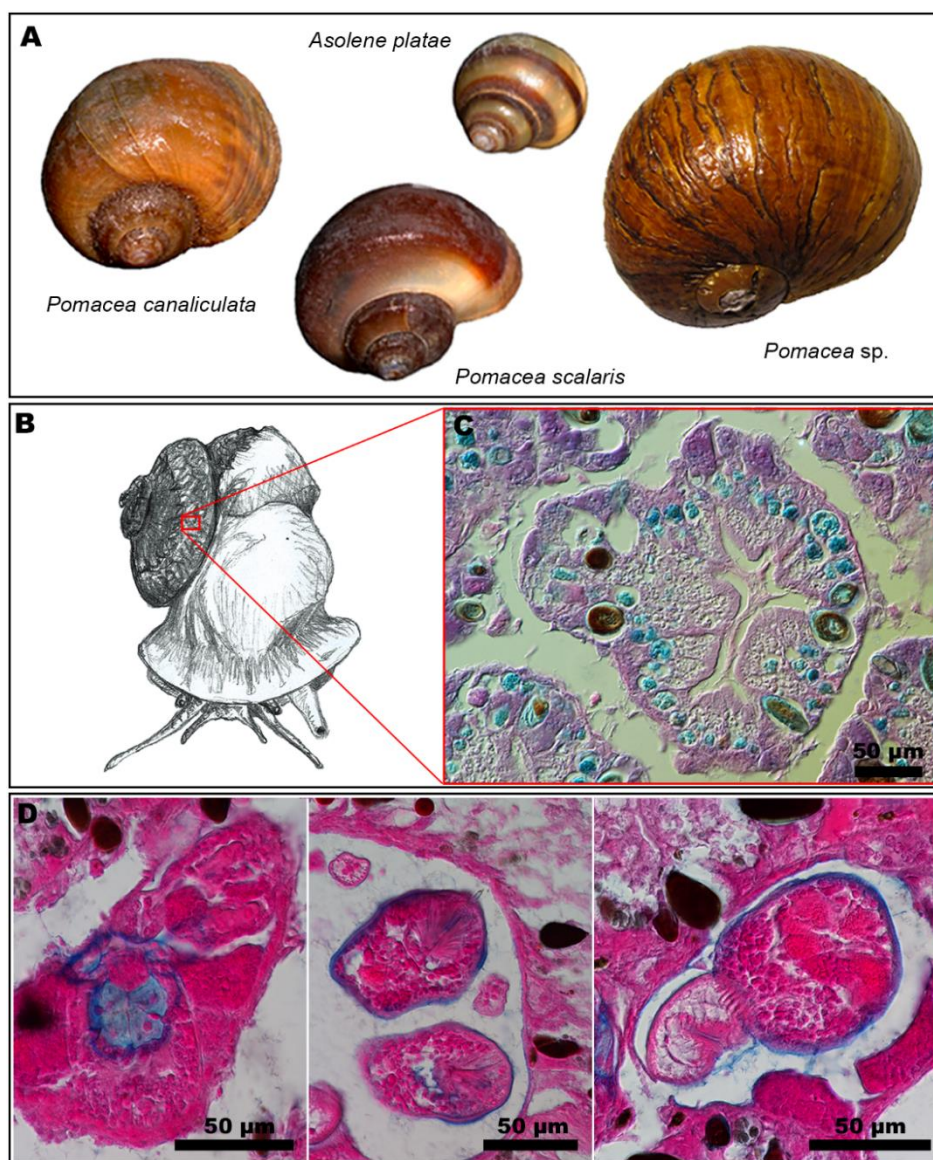 A
Asolene platae
Pomacea canaliculata
Pomacea scalaris
Pomacea sp.
B
C
50 µm
D
50 µm
50 µm
50 µm